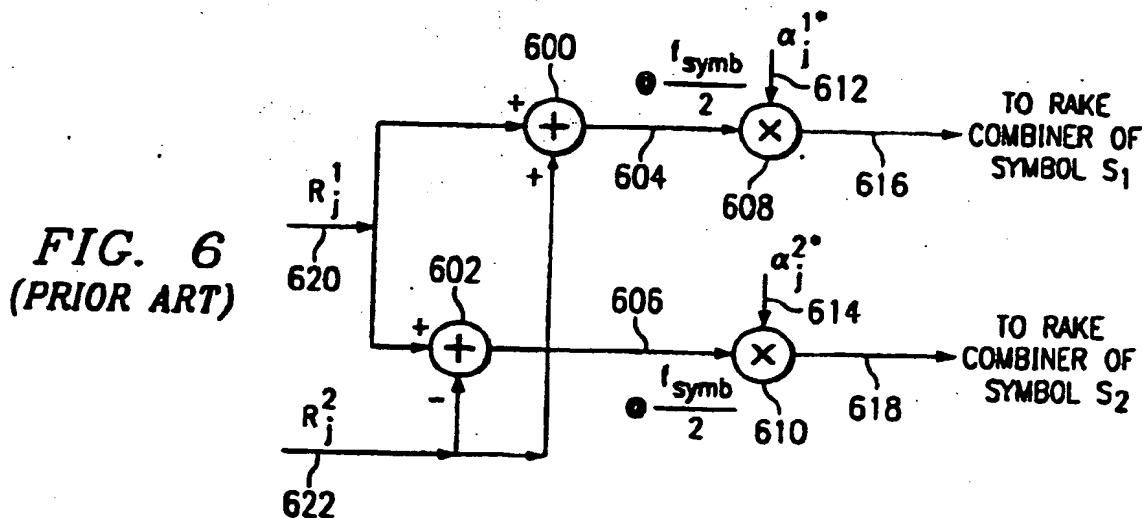 600
α_j^1*
@ f_symb/2
612
TO RAKE
COMBINER OF
SYMBOL S_1
+
+
+
604
×
608
616
R_j^1
620
FIG. 6
(PRIOR ART)
602
606
α_j^2*
614
TO RAKE
COMBINER OF
SYMBOL S_2
+
+
-
×
@ f_symb/2
610
618
R_j^2
622